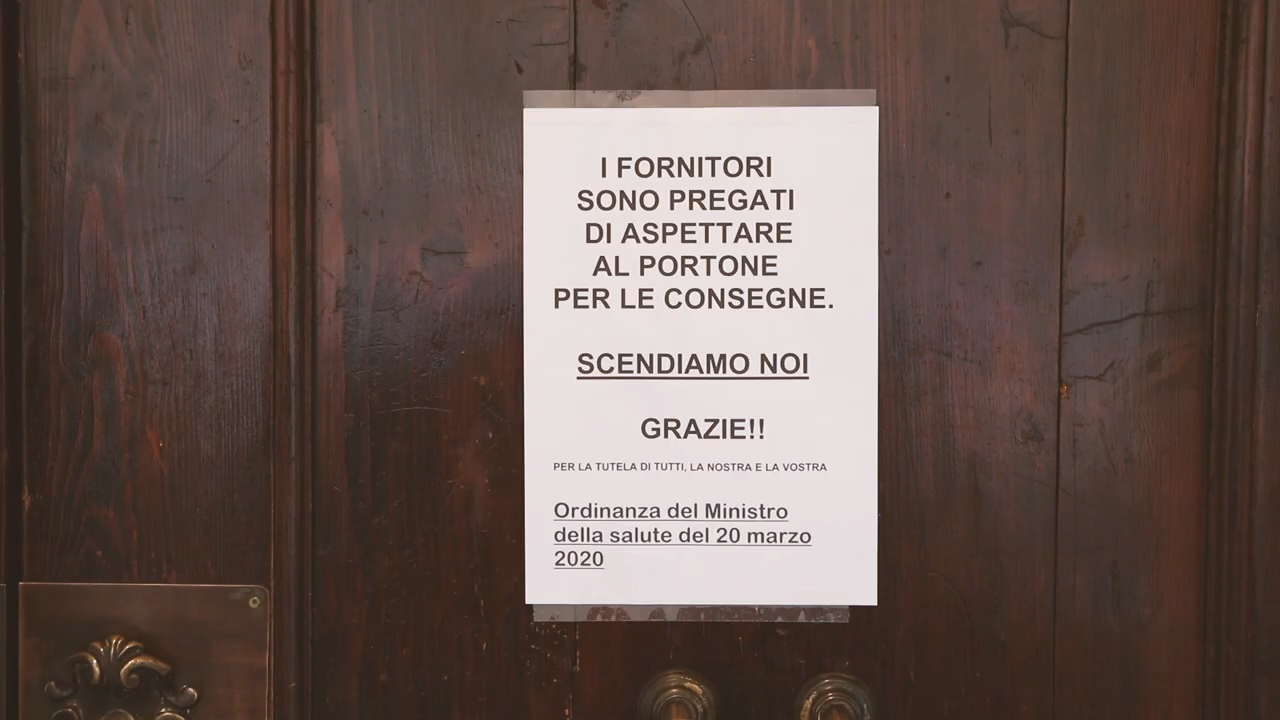 I FORNITORI
SONO PREGATI
DI ASPETTARE
AL PORTONE
PER LE CONSEGNE.
SCENDIAMO NOI
GRAZIE!!
PER LA TUTELA DI TUTTI, LA NOSTRA E LA VOSTRA
Ordinanza del Ministro
della salute del 20 marzo
2020